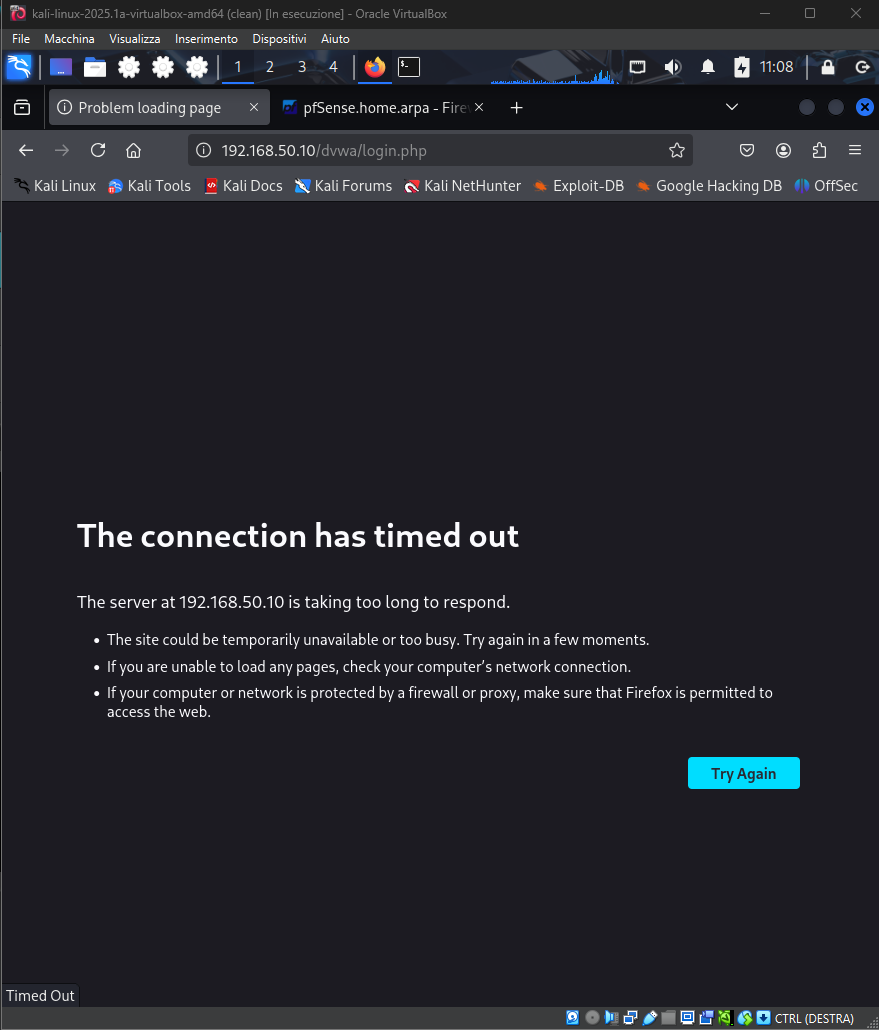 kali-linux-2025.1a-virtualbox-amd64 (clean) [In esecuzione] - Oracle VirtualBox
File Macchina Visualizza Inserimento Dispositivi Aiuto
1 2 3 4 11:08
Problem loading page pfSense.home.arpa - Fire
192.168.50.10/dvwa/login.php
Kali Linux Kali Tools Kali Docs Kali Forums Kali NetHunter Exploit-DB Google Hacking DB OffSec
The connection has timed out
The server at 192.168.50.10 is taking too long to respond.
• The site could be temporarily unavailable or too busy. Try again in a few moments.
• If you are unable to load any pages, check your computer’s network connection.
• If your computer or network is protected by a firewall or proxy, make sure that Firefox is permitted to
access the web.
Try Again
Timed Out
CTRL (DESTRA)